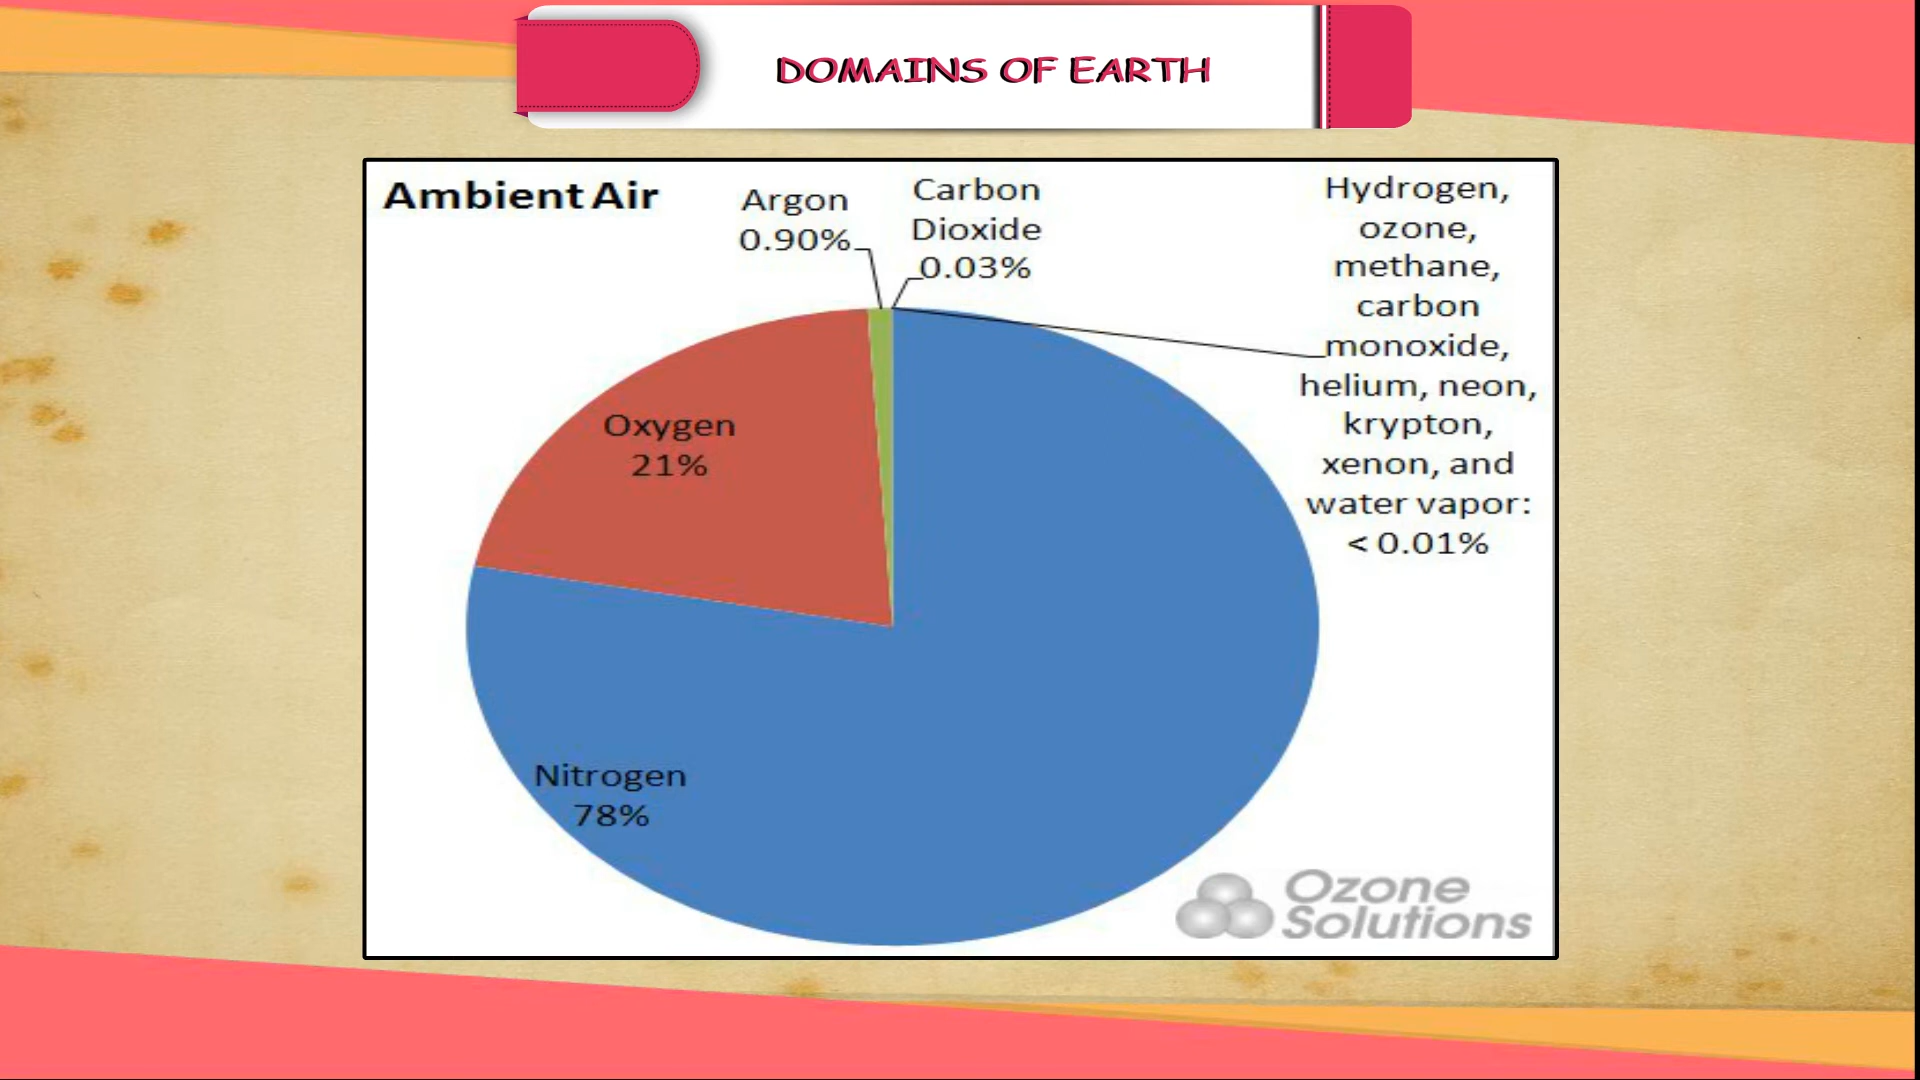 DOMAINS OF EARTH
Ambient Air
Argon
0.90%
Carbon
Dioxide
0.03%
Hydrogen,
ozone,
methane,
carbon
monoxide,
helium, neon,
krypton,
xenon, and
water vapor:
< 0.01%
Oxygen
21%
Nitrogen
78%
Ozone
Solutions